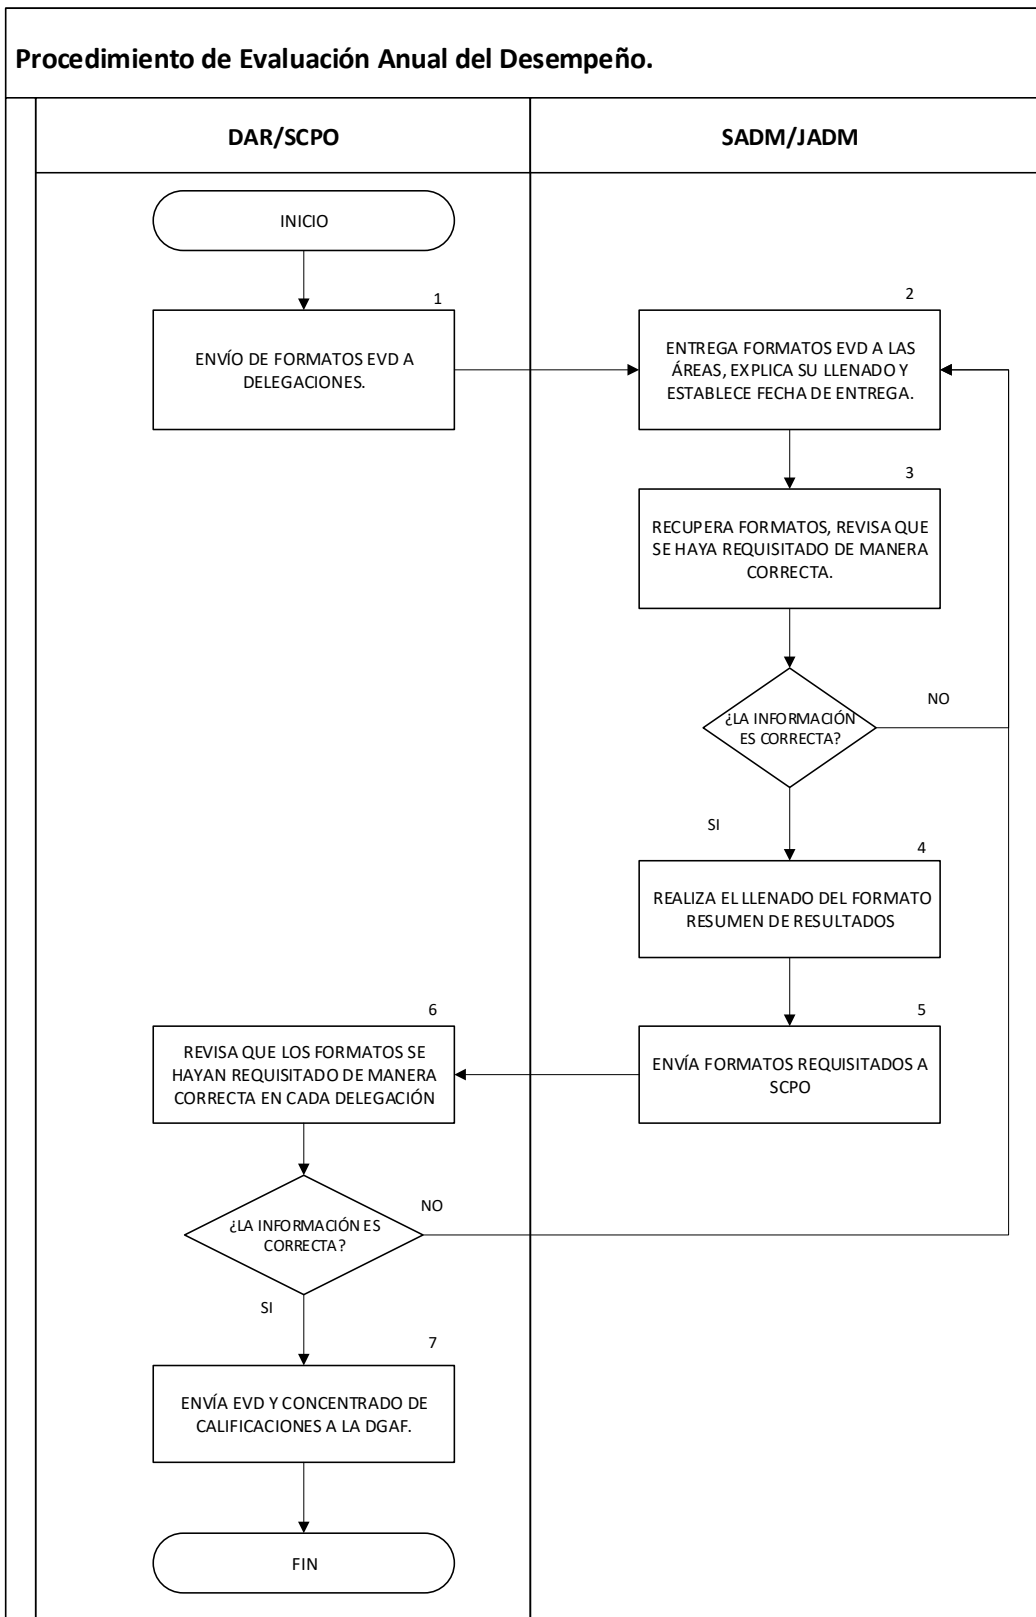 Procedimiento de Evaluación Anual del Desempeño.
DAR/SCPO
SADM/JADM
INICIO
1
ENVÍO DE FORMATOS EVD A
DELEGACIONES.
2
ENTREGA FORMATOS EVD A LAS
ÁREAS, EXPLICA SU LLENADO Y
ESTABLECE FECHA DE ENTREGA.
3
RECUPERA FORMATOS, REVISA QUE
SE HAYA REQUISITADO DE MANERA
CORRECTA.
¿LA INFORMACIÓN
ES CORRECTA?
NO
SI
4
REALIZA EL LLENADO DEL FORMATO
RESUMEN DE RESULTADOS
5
ENVÍA FORMATOS REQUISITADOS A
SCPO
6
REVISA QUE LOS FORMATOS SE
HAYAN REQUISITADO DE MANERA
CORRECTA EN CADA DELEGACIÓN
¿LA INFORMACIÓN ES
CORRECTA?
NO
SI
7
ENVÍA EVD Y CONCENTRADO DE
CALIFICACIONES A LA DGAF.
FIN